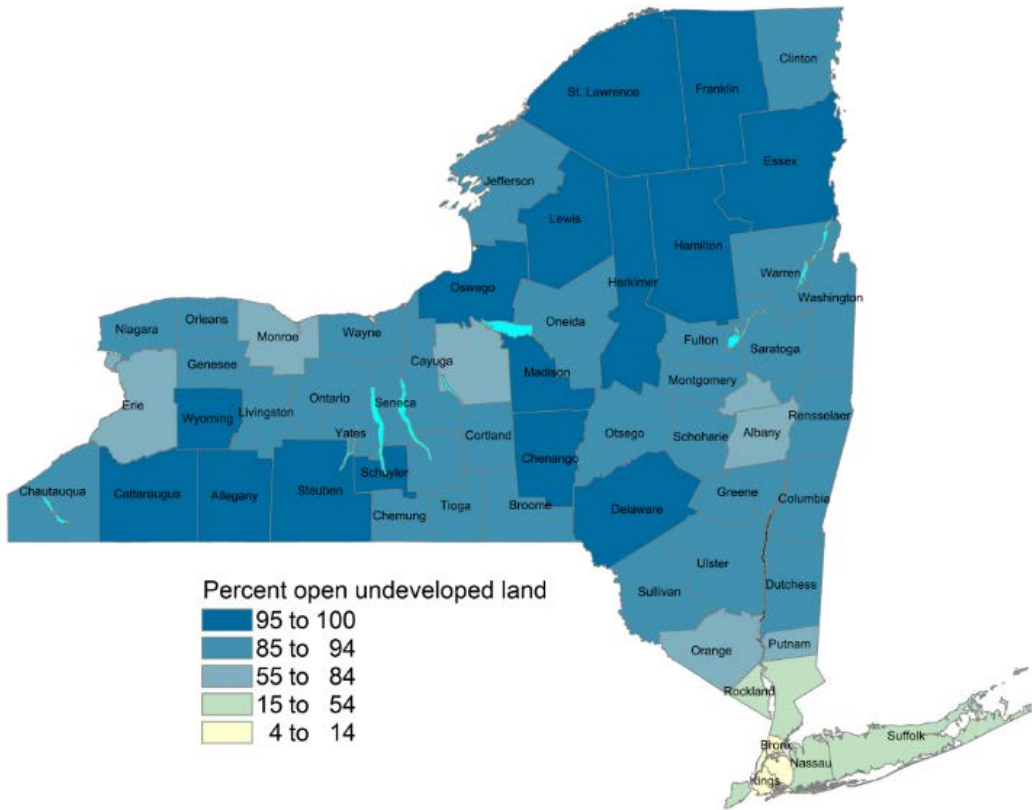 Clinton
Franklin
St. Lawrence
Essex
Jefferson
Lewis
Hamilton
Herkimer
Warren
Washington
Oswego
Oneida
Niagara
Orleans
Monroe
Wayne
Fulton
Saratoga
Cayuga
Genesee
Madison
Montgomery
Ontario
Seneca
Erie
Wyoming
Livingston
Rensselaer
Yates
Cortland
Otsego
Schoharie
Albany
Schuyler
Chenango
Chautauqua
Cattaraugus
Allegany
Steuben
Greene
Columbia
Chemung
Tioga
Broome
Delaware
Ulster
Dutchess
Sullivan
Percent open undeveloped land
95 to 100
85 to 94
55 to 84
15 to 54
4 to 14
Orange
Putnam
Rockland
Suffolk
Bronx
Nassau
Kings